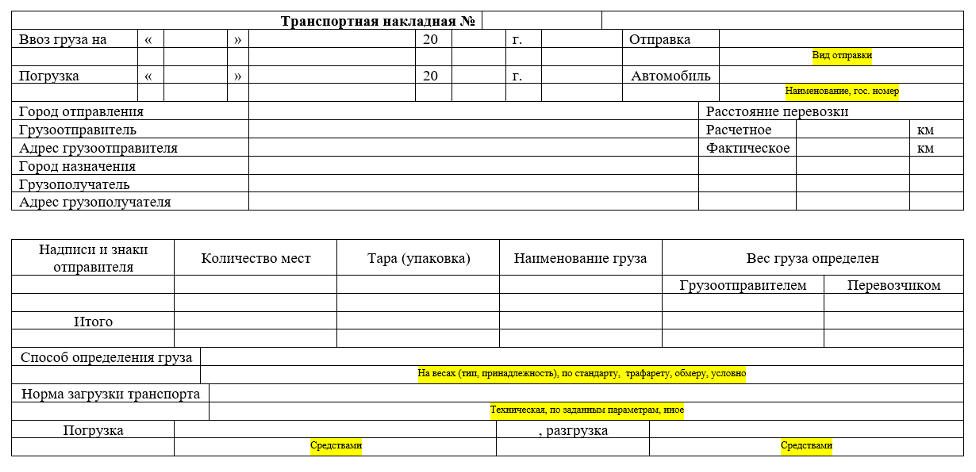 Транспортная накладная №
Ввоз груза на « » 20 г. Отправка
Вид отправки
Погрузка « » 20 г. Автомобиль
Наименование, гос. номер
Город отправления Расстояние перевозки
Грузоотправитель Расчетное км
Адрес грузоотправителя Фактическое км
Город назначения
Грузополучатель
Адрес грузополучателя
Надписи и знаки отправителя Количество мест Тара (упаковка) Наименование груза Вес груза определен
Грузоотправителем Перевозчиком
Итого
Способ определения груза
На весах (тип, принадлежность), по стандарту, трафарету, обмеру, условно
Норма загрузки транспорта
Техническая, по заданным параметрам, иное
Погрузка , разгрузка
Средствами Средствами